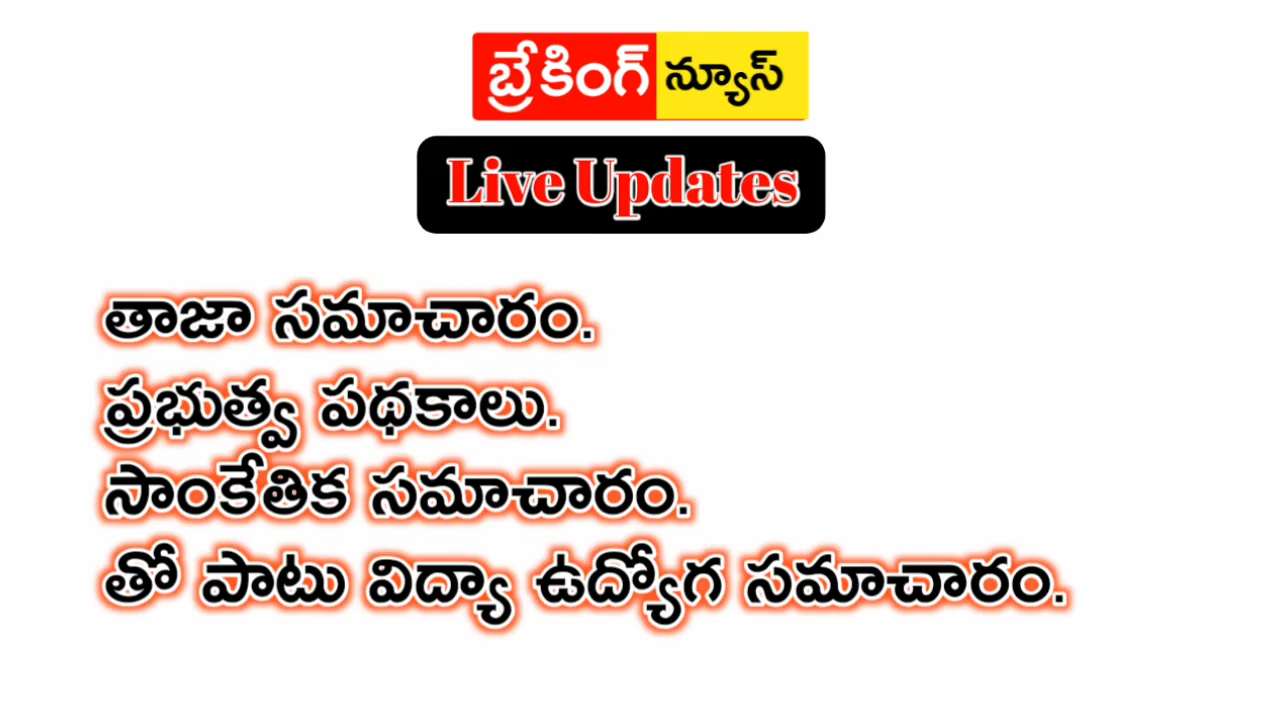 బ్రేకింగ్ న్యూస్
Live Updates
తాజా సమాచారం.
ప్రభుత్వ పథకాలు.
సాంకేతిక సమాచారం.
తో పాటు విద్యా ఉద్యోగ సమాచారం.